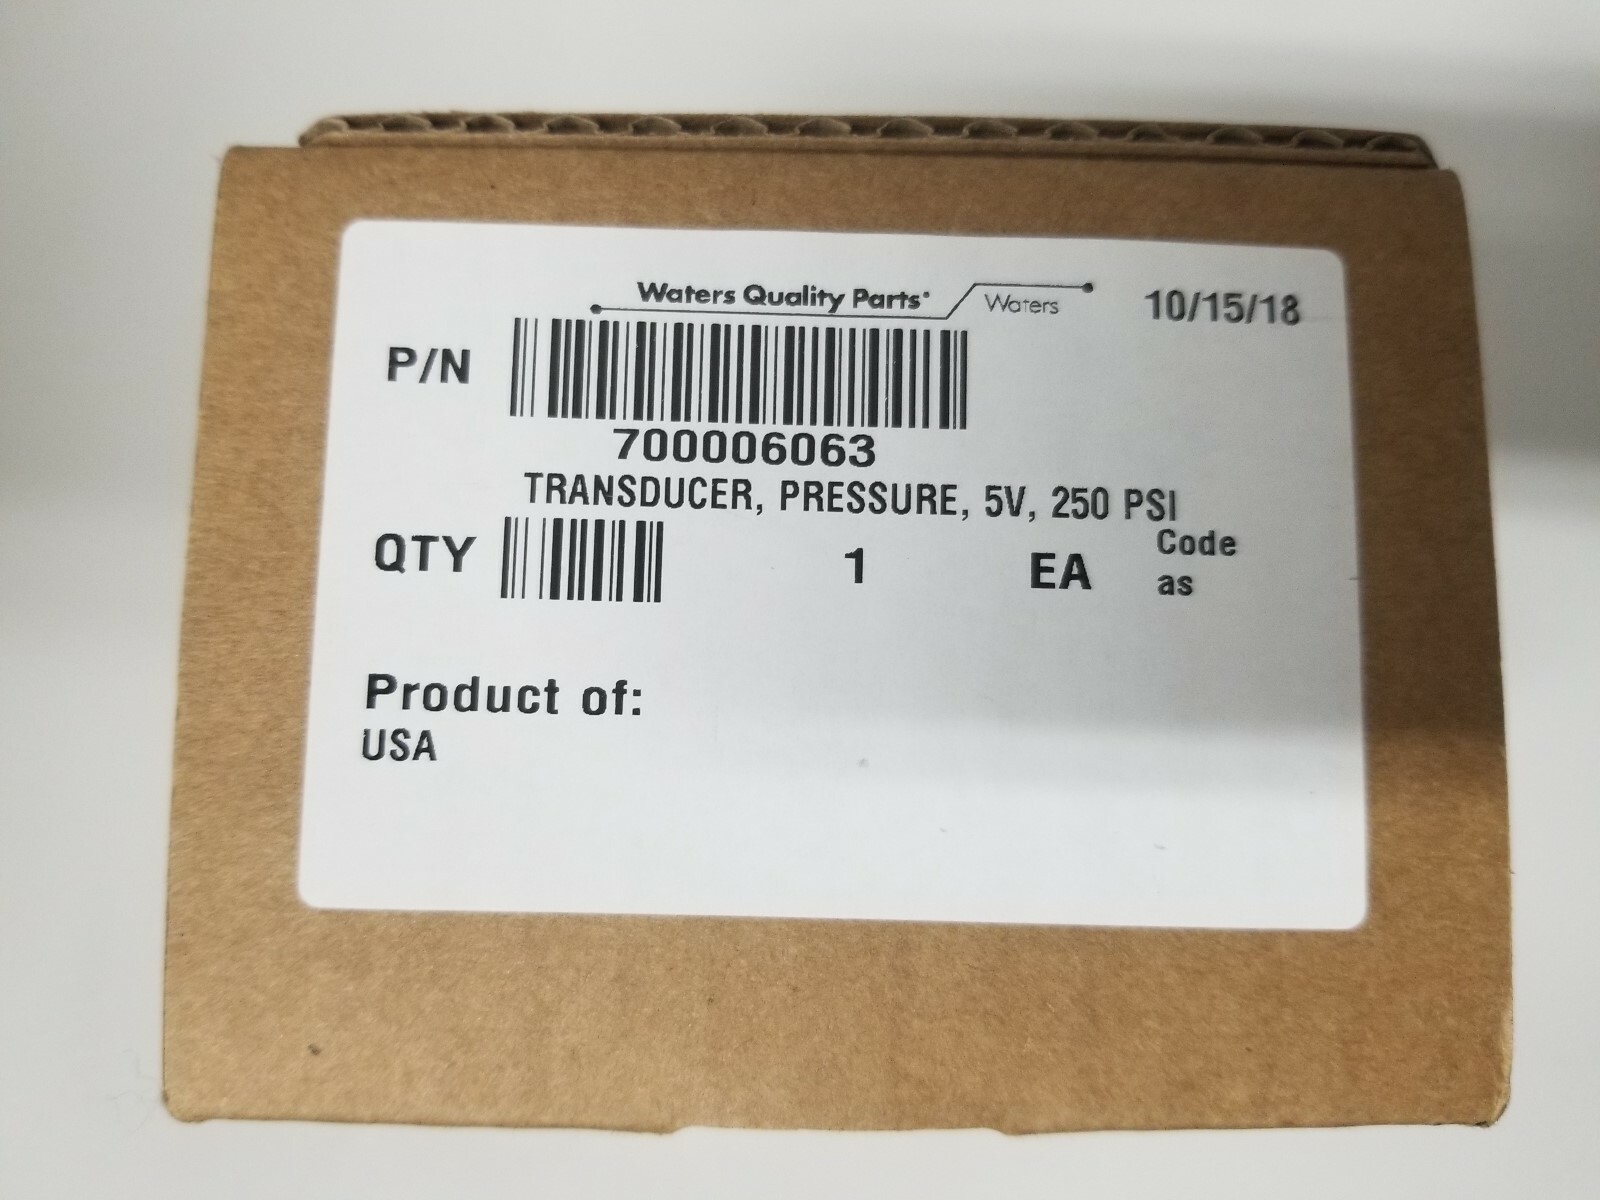 Waters Quality Parts® Waters 10/15/18
P/N
700006063
TRANSDUCER, PRESSURE, 5V, 250 PSI
QTY 1 EA Code
as
Product of:
USA